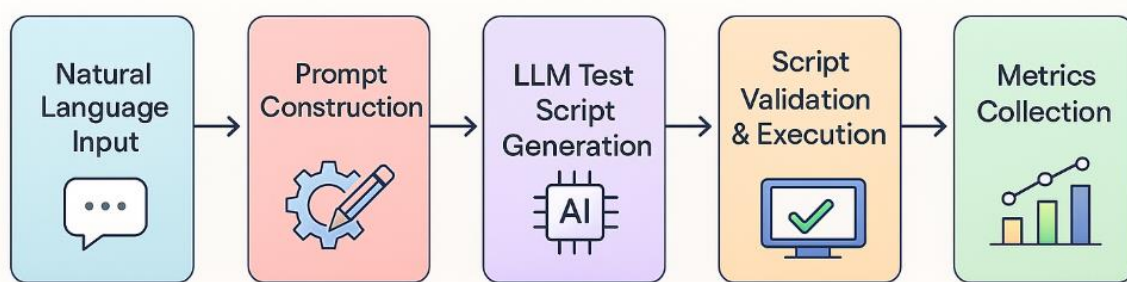 Natural
Language
Input
Prompt
Construction
LLM Test
Script
Generation
AI
Script
Validation
& Execution
Metrics
Collection